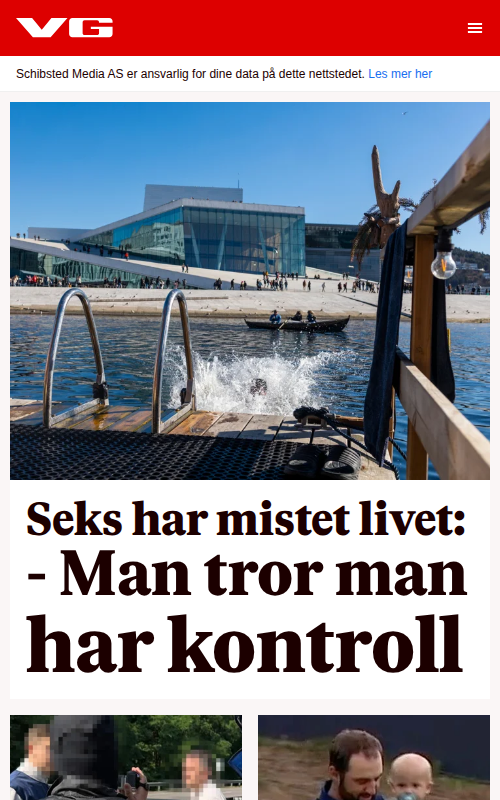 VG
Schibsted Media AS er ansvarlig for dine data på dette nettstedet. Les mer her
Seks har mistet livet:
- Man tror man
har kontroll